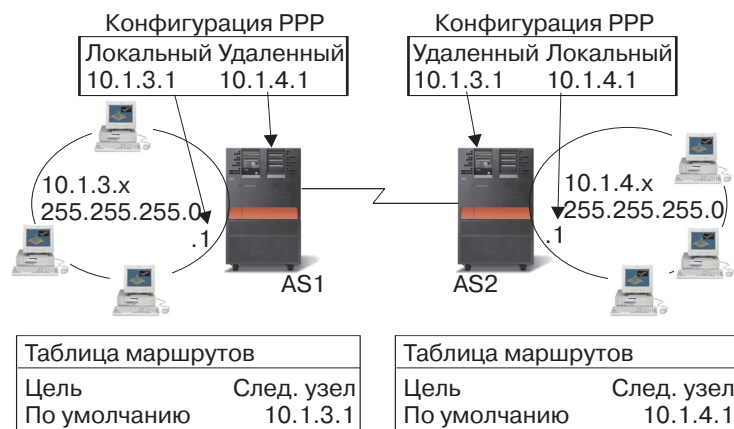 Конфигурация PPP
Локальный Удаленный
10.1.3.1 10.1.4.1
Конфигурация PPP
Удаленный Локальный
10.1.3.1 10.1.4.1
10.1.3.x
255.255.255.0
.1
AS1
10.1.4.x
255.255.255.0
.1
AS2
Таблица маршрутов
Цель След. узел
По умолчанию 10.1.3.1
Таблица маршрутов
Цель След. узел
По умолчанию 10.1.4.1